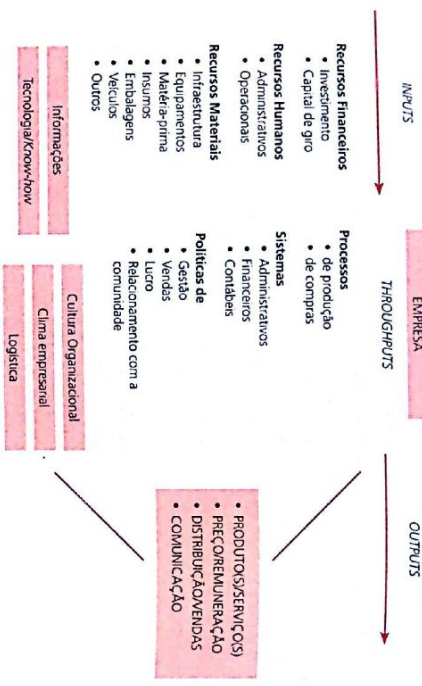 EMPRESA
INPUTS
THROUGHPUTS
OUTPUTS
Recursos Financeiros
• Investimento
• Capital de giro
Recursos Humanos
• Administrativos
• Operacionais
Recursos Materiais
• Infraestrutura
• Equipamentos
• Matéria-prima
• Insumos
• Embalagens
• Veículos
• Outros
Informações
Tecnologia/Know-how
Processos
• de produção
• de compras
Sistemas
• Administrativos
• Financeiros
• Contábeis
Políticas de
• Gestão
• Vendas
• Lucro
• Relacionamento com a
comunidade
Cultura Organizacional
Clima empresarial
Logística
• PRODUTO(S)/SERVIÇO(S)
• PREÇO/REMUNERAÇÃO
• DISTRIBUIÇÃO/VENDAS
• COMUNICAÇÃO